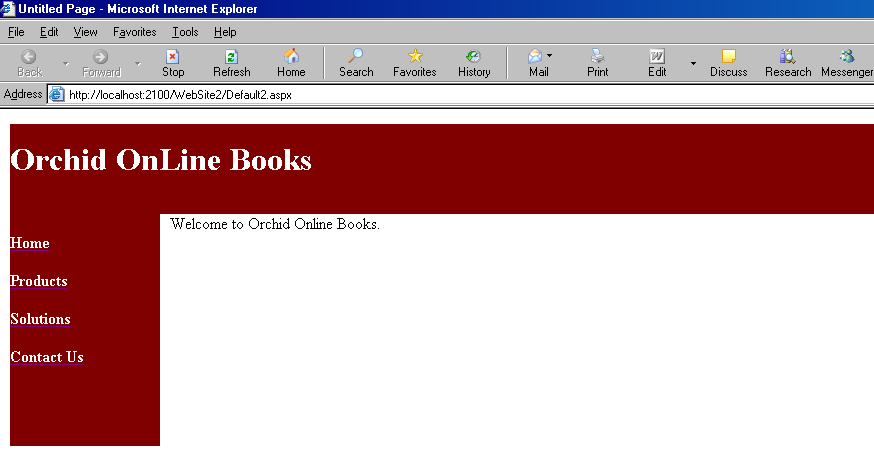 Untitled Page - Microsoft Internet Explorer
File Edit View Favorites Tools Help
Back Forward Stop Refresh Home Search Favorites History Mail Print Edit Discuss Research Messenger
Address http://localhost:2100/WebSite2/Default2.aspx
Orchid OnLine Books
Welcome to Orchid Online Books.
Home
Products
Solutions
Contact Us